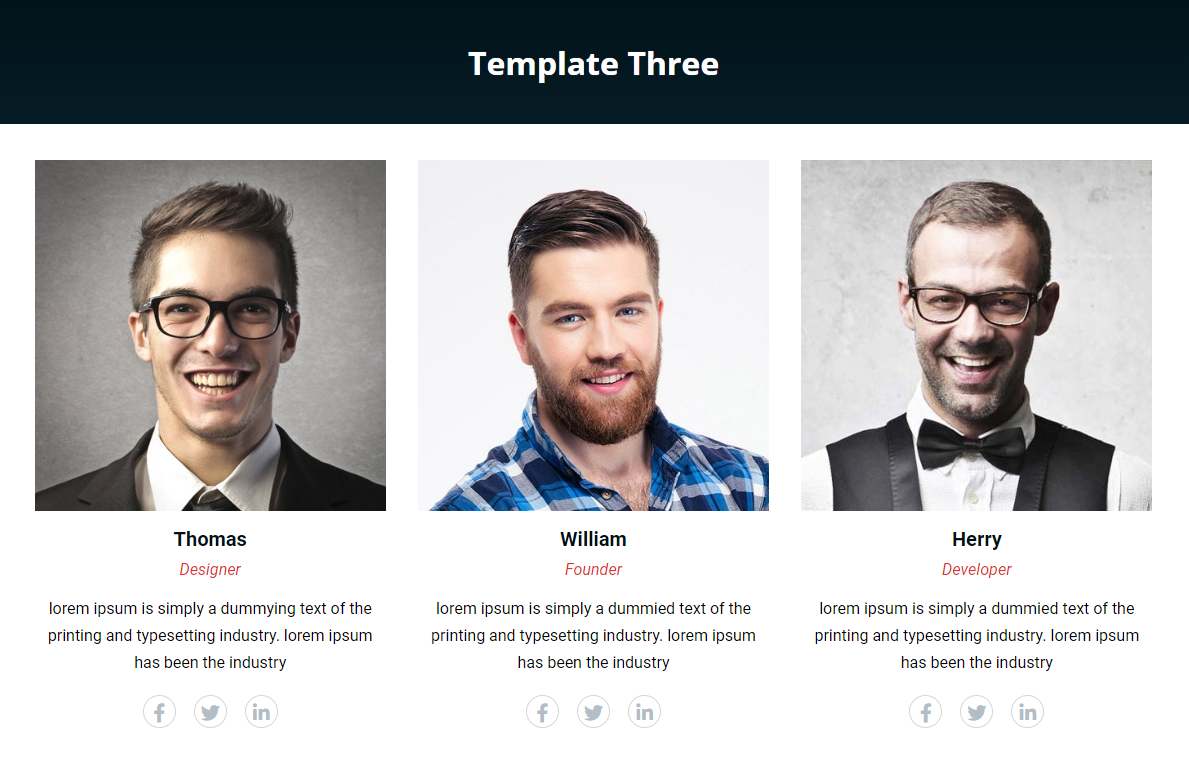 Template Three
Thomas
Designer
lorem ipsum is simply a dummying text of the
printing and typesetting industry. lorem ipsum
has been the industry
William
Founder
lorem ipsum is simply a dummied text of the
printing and typesetting industry. lorem ipsum
has been the industry
Herry
Developer
lorem ipsum is simply a dummied text of the
printing and typesetting industry. lorem ipsum
has been the industry